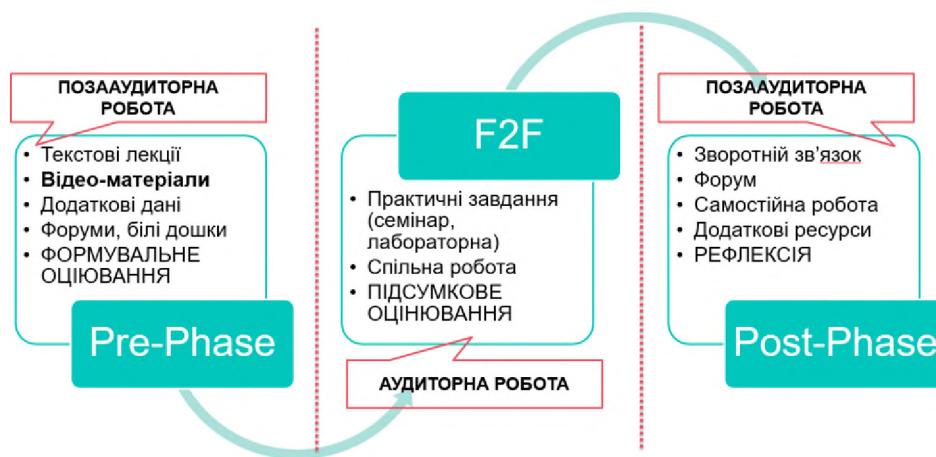 ПОЗААУДИТОРНА
РОБОТА
• Текстові лекції
• Відео-матеріали
• Додаткові дані
• Форуми, білі дошки
• ФОРМУВАЛЬНЕ
ОЦІЮВАННЯ
Pre-Phase
F2F
• Практичні завдання
(семінар,
лабораторна)
• Спільна робота
• ПІДСУМКОВЕ
ОЦІНЮВАННЯ
АУДИТОРНА РОБОТА
ПОЗААУДИТОРНА
РОБОТА
• Зворотній зв’язок
• Форум
• Самостійна робота
• Додаткові ресурси
• РЕФЛЕКСІЯ
Post-Phase